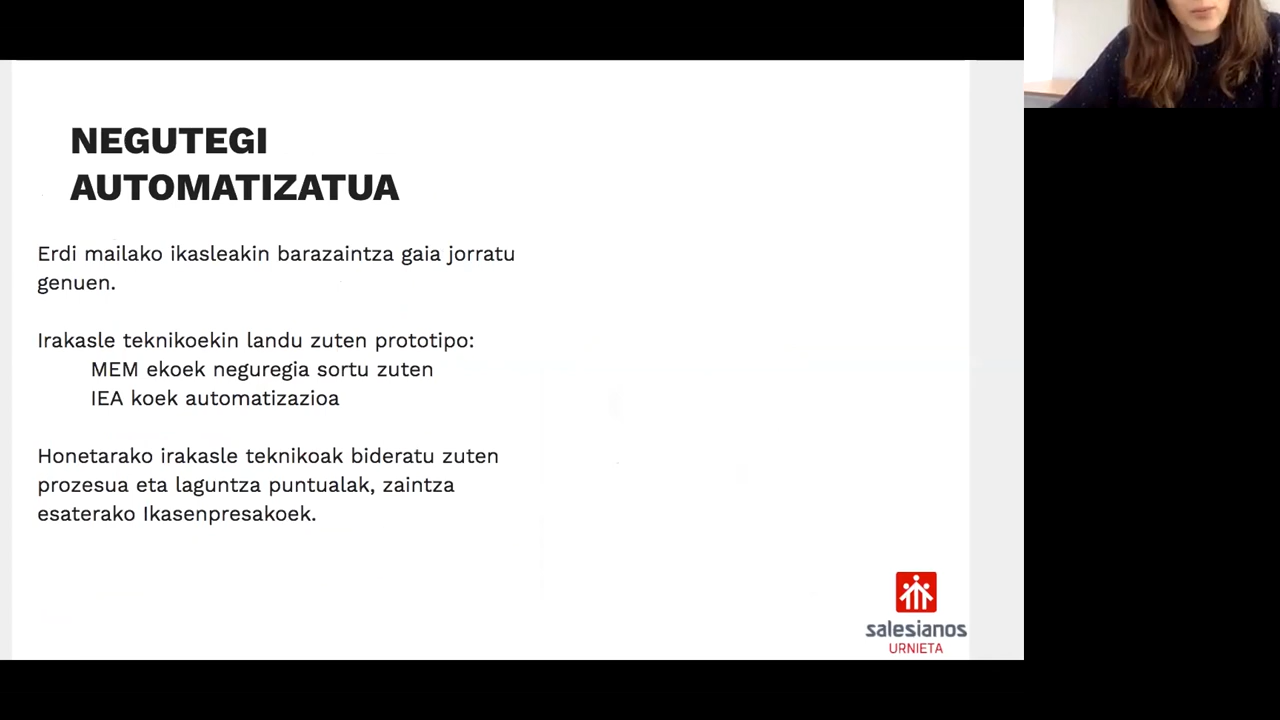 NEGUTEGI
AUTOMATIZATUA
Erdi mailako ikasleakin barazaintza gaia jorratu
genuen.
Irakasle teknikoekin landu zuten prototipo:
MEM ekoek neguregia sortu zuten
IEA koek automatizazioa
Honetarako irakasle teknikoak bideratu zuten
prozesua eta laguntza puntualak, zaintza
esaterako Ikasenpresakoek.
salesianos
URNIETA